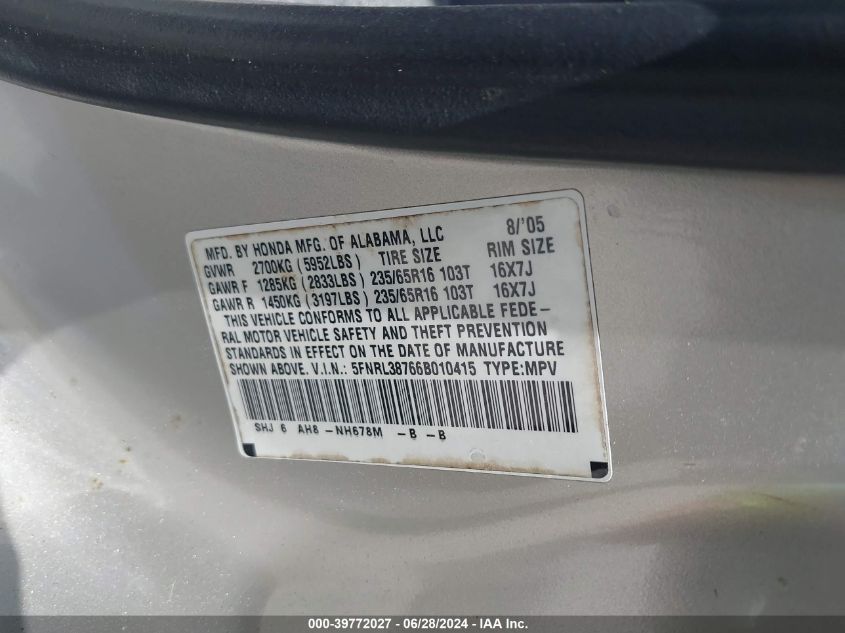 MFD. BY HONDA MFG. OF ALABAMA, LLC 8/'05
GVWR 2700KG (5952LBS) TIRE SIZE RIM SIZE
GAWR F 1285KG (2833LBS) 235/65R16 103T 16X7J
GAWR R 1450KG (3197LBS) 235/65R16 103T 16X7J
THIS VEHICLE CONFORMS TO ALL APPLICABLE FEDE-
RAL MOTOR VEHICLE SAFETY AND THEFT PREVENTION
STANDARDS IN EFFECT ON THE DATE OF MANUFACTURE
SHOWN ABOVE. V.I.N.: 5FNRL38766B010415 TYPE:MPV
SHJ 6 AH8 -NH678M -B -B
000-39772027 - 06/28/2024 - IAA Inc.